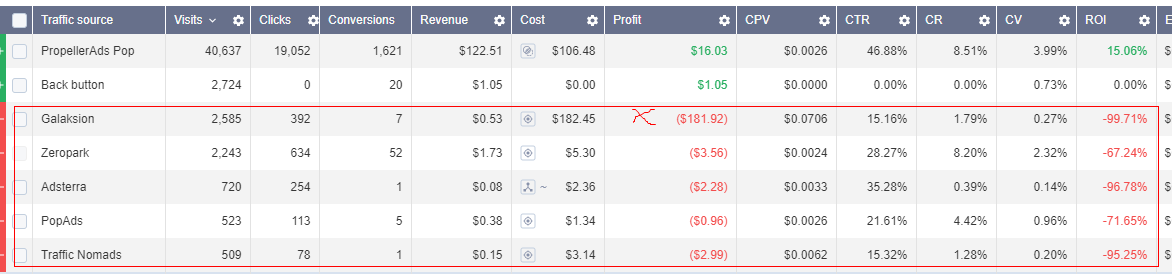 Traffic source Visits Clicks Conversions Revenue Cost Profit CPV CTR CR CV ROI E
PropellerAds Pop 40,637 19,052 1,621 $122.51 $106.48 $16.03 $0.0026 46.88% 8.51% 3.99% 15.06% $
Back button 2,724 0 20 $1.05 $0.00 $1.05 $0.0000 0.00% 0.00% 0.73% 0.00% $
Galaksion 2,585 392 7 $0.53 $182.45 ($181.92) $0.0706 15.16% 1.79% 0.27% -99.71% $
Zeropark 2,243 634 52 $1.73 $5.30 ($3.56) $0.0024 28.27% 8.20% 2.32% -67.24% $
Adsterra 720 254 1 $0.08 ~ $2.36 ($2.28) $0.0033 35.28% 0.39% 0.14% -96.78% $
PopAds 523 113 5 $0.38 $1.34 ($0.96) $0.0026 21.61% 4.42% 0.96% -71.65% $
Traffic Nomads 509 78 1 $0.15 $3.14 ($2.99) $0.0062 15.32% 1.28% 0.20% -95.25% $